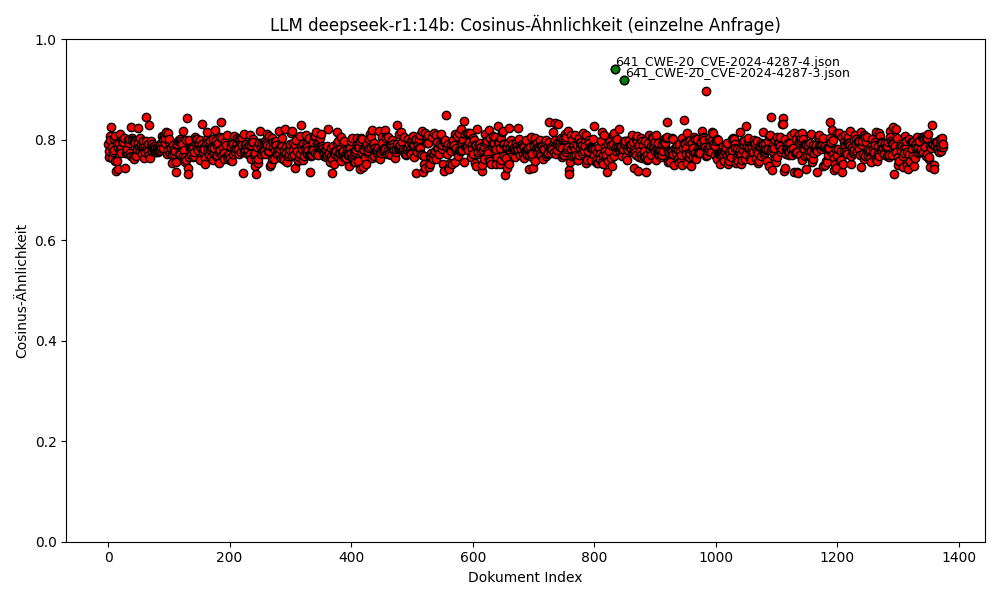 LLM deepseek-r1:14b: Cosinus-Ähnlichkeit (einzelne Anfrage)
1.0
641_CWE-20_CVE-2024-4287-4.json
641_CWE-20_CVE-2024-4287-3.json
0.8
0.6
Cosinus-Ähnlichkeit
0.4
0.2
0.0
0 200 400 600 800 1000 1200 1400
Dokument Index